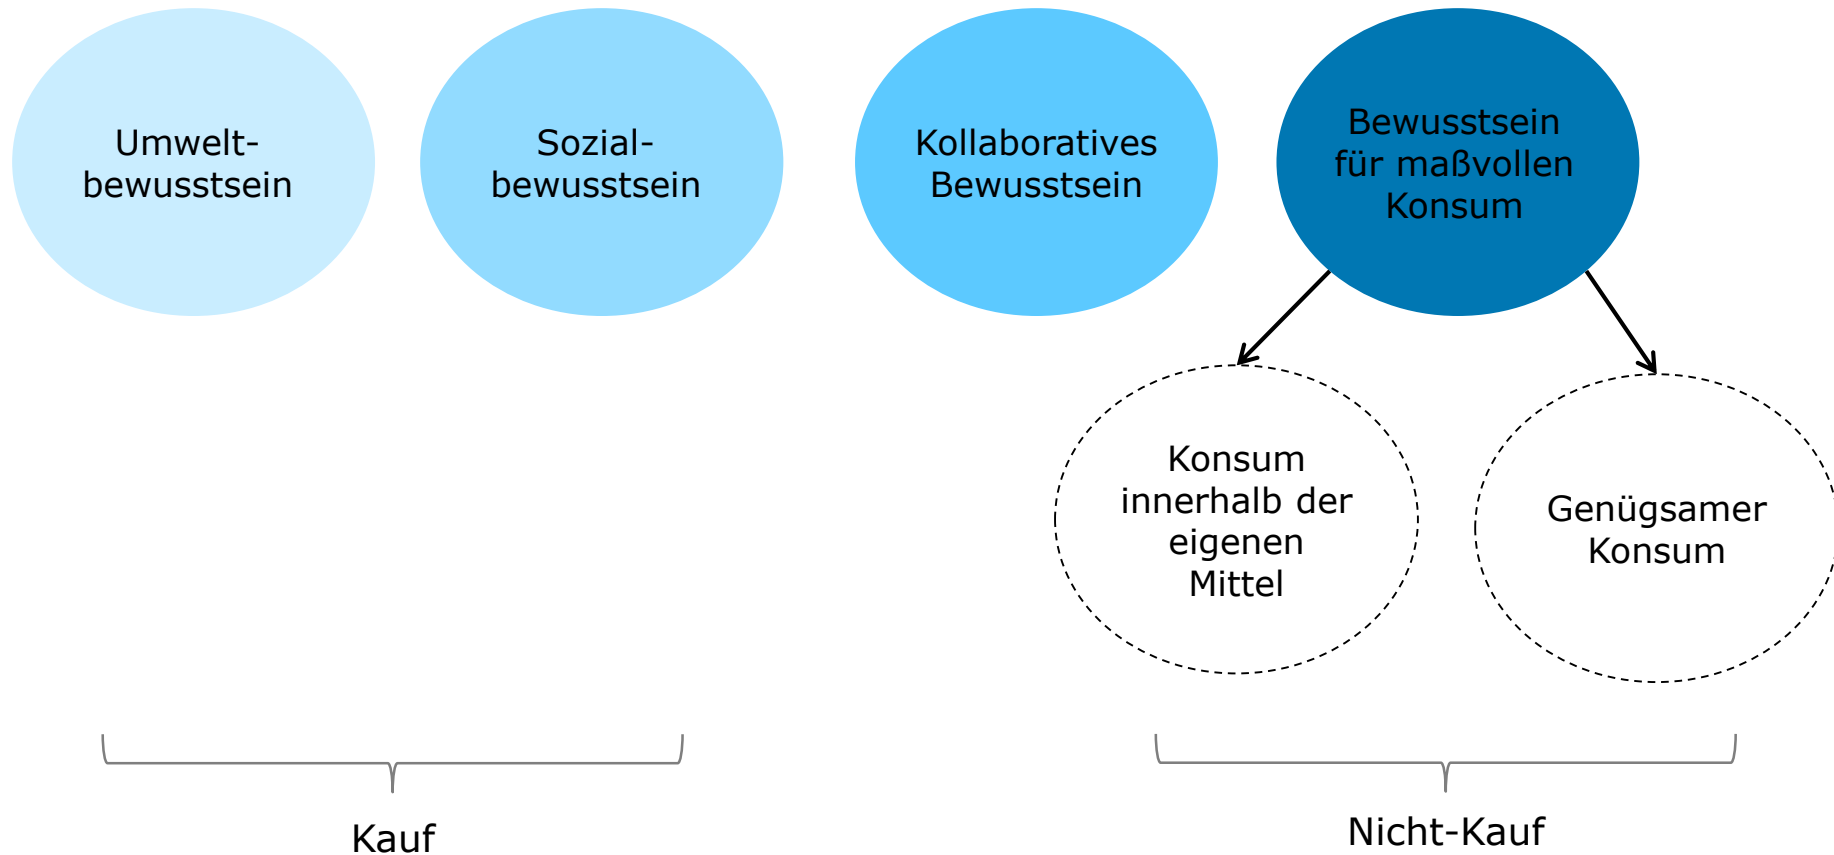 Umwelt-
bewusstsein
Sozial-
bewusstsein
Kollaboratives
Bewusstsein
Bewusstsein
für maßvollen
Konsum
Konsum
innerhalb der
eigenen
Mittel
Genügsamer
Konsum
Kauf
Nicht-Kauf